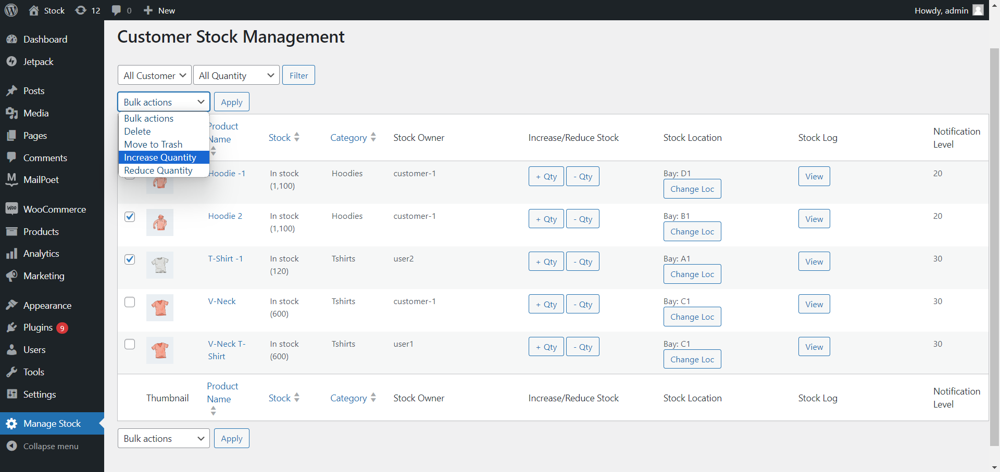 Stock 12 0 New Howdy, admin
Dashboard
Jetpack
Posts
Media
Pages
Comments
MailPoet
WooCommerce
Products
Analytics
Marketing
Appearance
Plugins 9
Users
Tools
Settings
Manage Stock
Collapse menu
Customer Stock Management
All Customer All Quantity Filter
Bulk actions Apply
Bulk actions
Delete
Move to Trash
Increase Quantity
Reduce Quantity
Product
Name
Stock Category Stock Owner Increase/Reduce Stock Stock Location Stock Log Notification
Level
Hoodie -1 In stock Hoodies customer-1 + Qty - Qty Bay: D1 View 20
(1,100) Change Loc
Hoodie 2 In stock Hoodies customer-1 + Qty - Qty Bay: B1 View 20
(1,100) Change Loc
T-Shirt -1 In stock Tshirts user2 + Qty - Qty Bay: A1 View 30
(120) Change Loc
V-Neck In stock Tshirts customer-1 + Qty - Qty Bay: C1 View 30
(600) Change Loc
V-Neck T- In stock Tshirts user1 + Qty - Qty Bay: C1 View 30
Shirt (600) Change Loc
Thumbnail Product
Name
Stock Category Stock Owner Increase/Reduce Stock Stock Location Stock Log Notification
Level
Bulk actions Apply